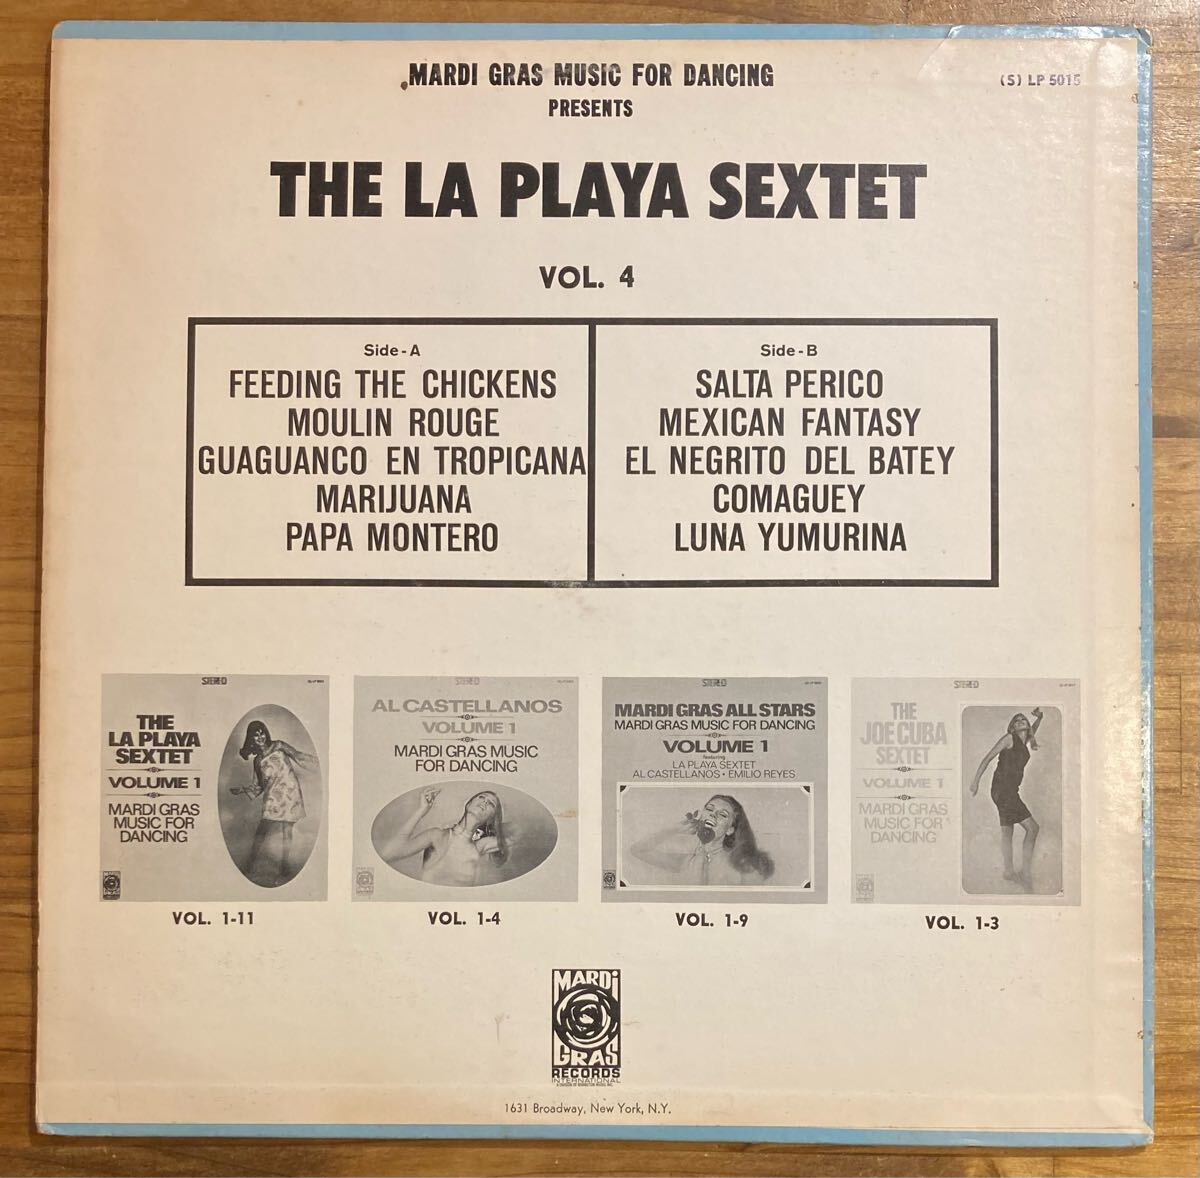 MARDI GRAS MUSIC FOR DANCING
PRESENTS
(S) LP 5015
THE LA PLAYA SEXTET
VOL. 4
Side - A
FEEDING THE CHICKENS
MOULIN ROUGE
GUAGUANCO EN TROPICANA
MARIJUANA
PAPA MONTERO
Side - B
SALTA PERICO
MEXICAN FANTASY
EL NEGRITO DEL BATEY
COMAGUEY
LUNA YUMURINA
STEREO
THE
LA PLAYA
SEXTET
VOLUME 1
MARDI GRAS
MUSIC FOR
DANCING
VOL. 1-11
STEREO
AL CASTELLANOS
VOLUME 1
MARDI GRAS MUSIC
FOR DANCING
VOL. 1-4
STEREO
MARDI GRAS ALL STARS
MARDI GRAS MUSIC FOR DANCING
VOLUME 1
featuring
LA PLAYA SEXTET
AL CASTELLANOS • EMILIO REYES
VOL. 1-9
STEREO
THE
JOE CUBA
SEXTET
VOLUME 1
MARDI GRAS
MUSIC FOR
DANCING
VOL. 1-3
MARDI
GRAS
RECORDS
INTERNATIONAL
1631 Broadway, New York, N.Y.